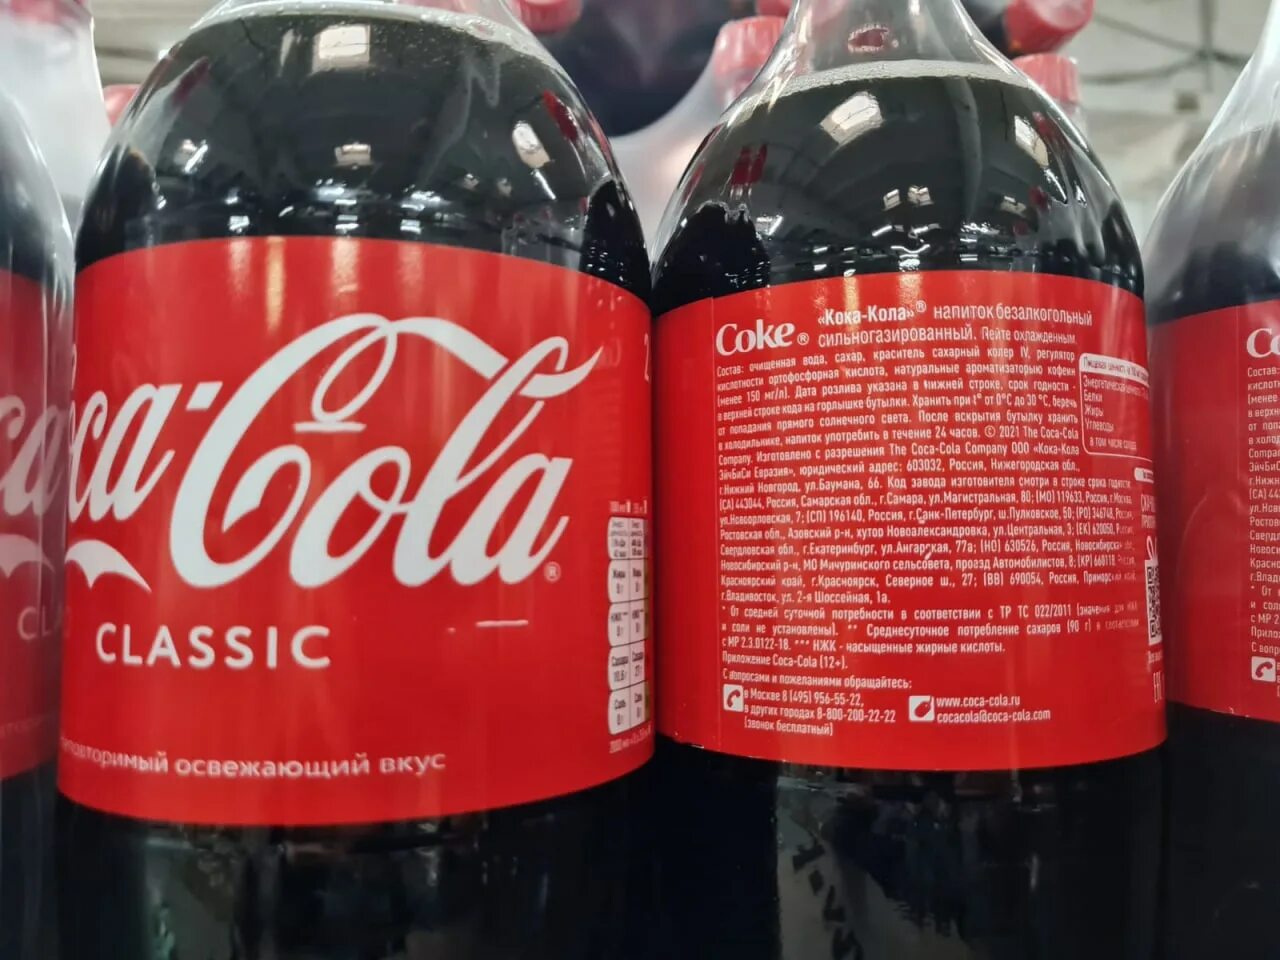 Coca-Cola®
CLASSIC
освежающий вкус
Coke® «Кока-Кола»® напиток безалкогольный
сильногазированный. Пейте охлажденным.
Состав: очищенная вода, сахар, краситель сахарный колер IV, регулятор
кислотности ортофосфорная кислота, натуральные ароматизаторы кофеин
(менее 150 мг/л). Дата розлива указана в нижней строке, срок годности -
в верхней строке кода на горлышке бутылки. Хранить при t° от 0°С до 30 °С, беречь
от попадания прямого солнечного света. После вскрытия бутылку хранить
в холодильнике, напиток употребить в течение 24 часов. © 2021 The Coca-Cola
Company. Изготовлено с разрешения The Coca-Cola Company ООО «Кока-Кола
ЭйчБиСи Евразия», юридический адрес: 603032, Россия, Нижегородская обл.,
г.Нижний Новгород, ул.Баумана, 66. Код завода изготовителя смотри в строке срока годности:
(СА) 443044, Россия, Самарская обл., г.Самара, ул.Магистральная, 80; (МО) 119633, Россия, г.Москва,
ул.Новоорловская, 7; (СП) 196140, Россия, г.Санкт-Петербург, ш.Пулковское, 50; (РО) 346748, Россия,
Ростовская обл., Азовский р-н, хутор Новоалександровка, ул.Центральная, 3; (ЕК) 620050, Россия,
Свердловская обл., г.Екатеринбург, ул.Ангарская, 77а; (НО) 630526, Россия, Новосибирская обл.,
Новосибирский р-н, МО Мичуринского сельсовета, проезд Автомобилистов, 8; (КР) 660118, Россия,
Красноярский край, г.Красноярск, Северное ш., 27; (ВВ) 690054, Россия, Приморский край,
г.Владивосток, ул. 2-я Шоссейная, 1а.
* От средней суточной потребности в соответствии с ТР ТС 022/2011 (значения для НЖК
и соли не установлены). ** Среднесуточное потребление сахаров (90 г) в соответствии
с МР 2.3.0122-18. *** НЖК - насыщенные жирные кислоты.
Приложение Coca-Cola (12+).
С вопросами и пожеланиями обращайтесь:
в Москве 8 (495) 956-55-22,
в других городах 8-800-200-22-22
(звонок бесплатный)
www.coca-cola.ru
cocacola@coca-cola.com
Белки
Жиры
Углеводы
в том числе сахара